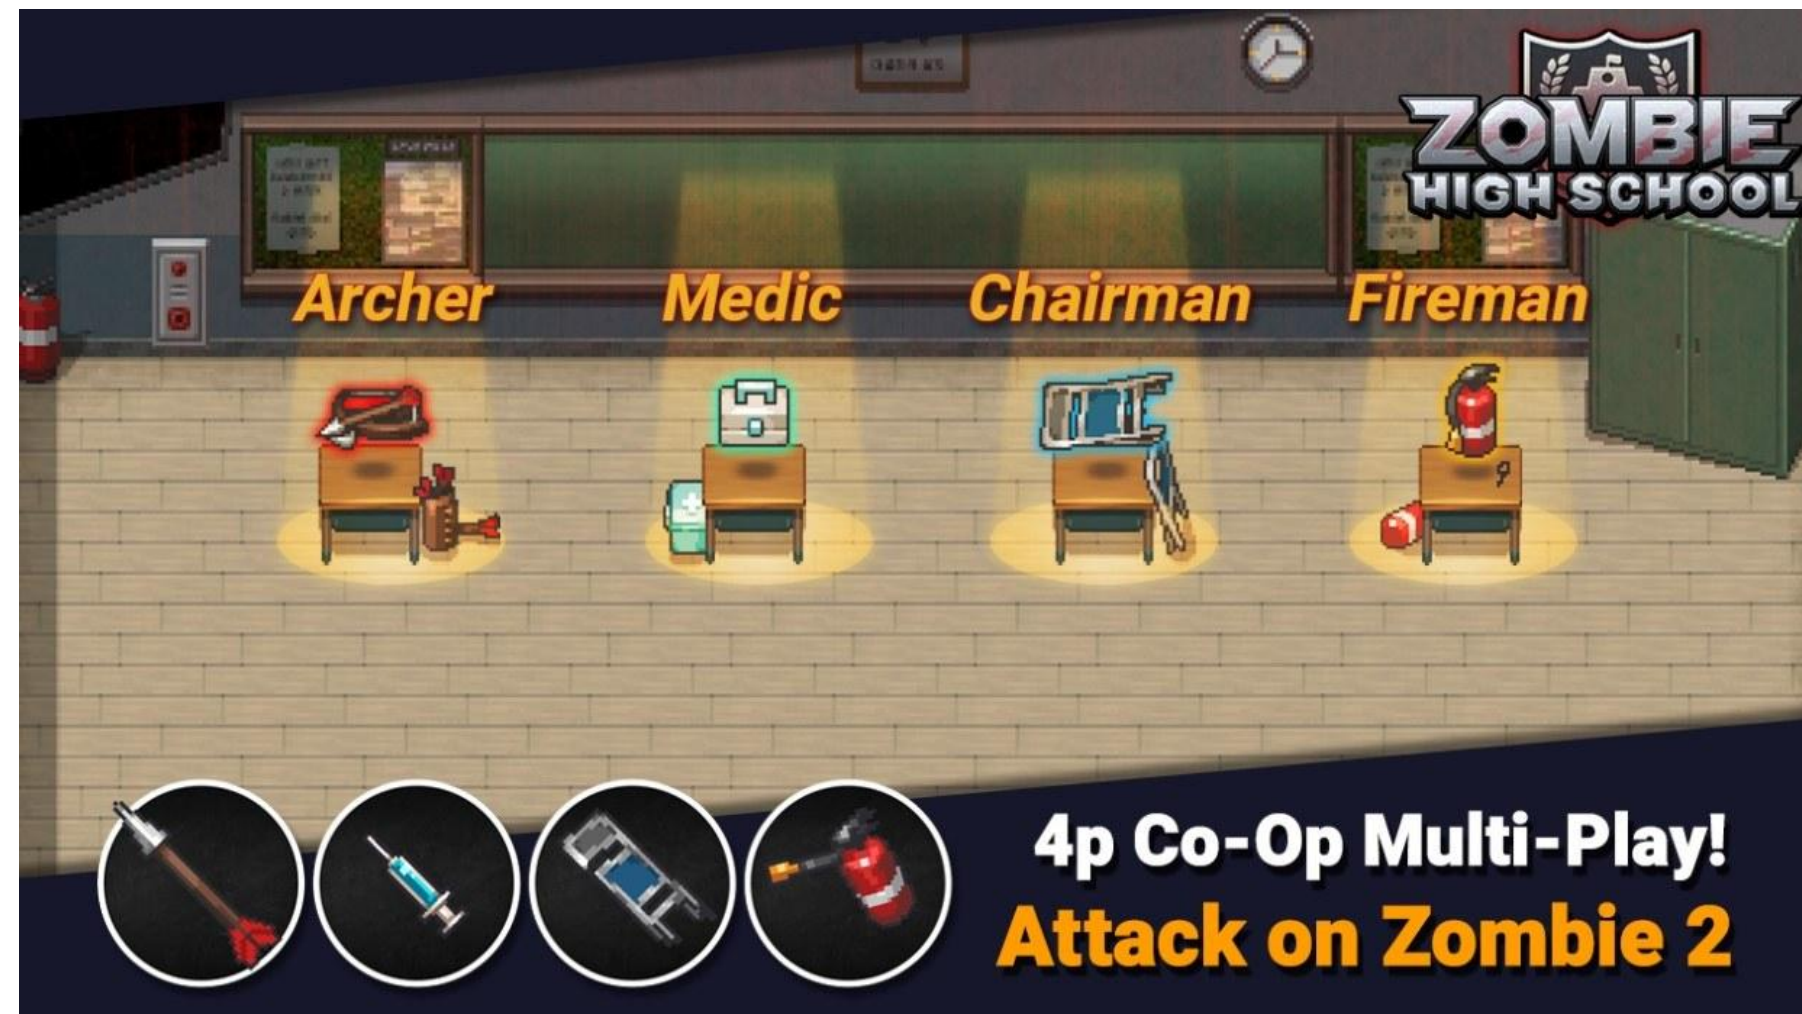 ZOMBIE
HIGH SCHOOL
Archer
Medic
Chairman
Fireman
4p Co-Op Multi-Play!
Attack on Zombie 2